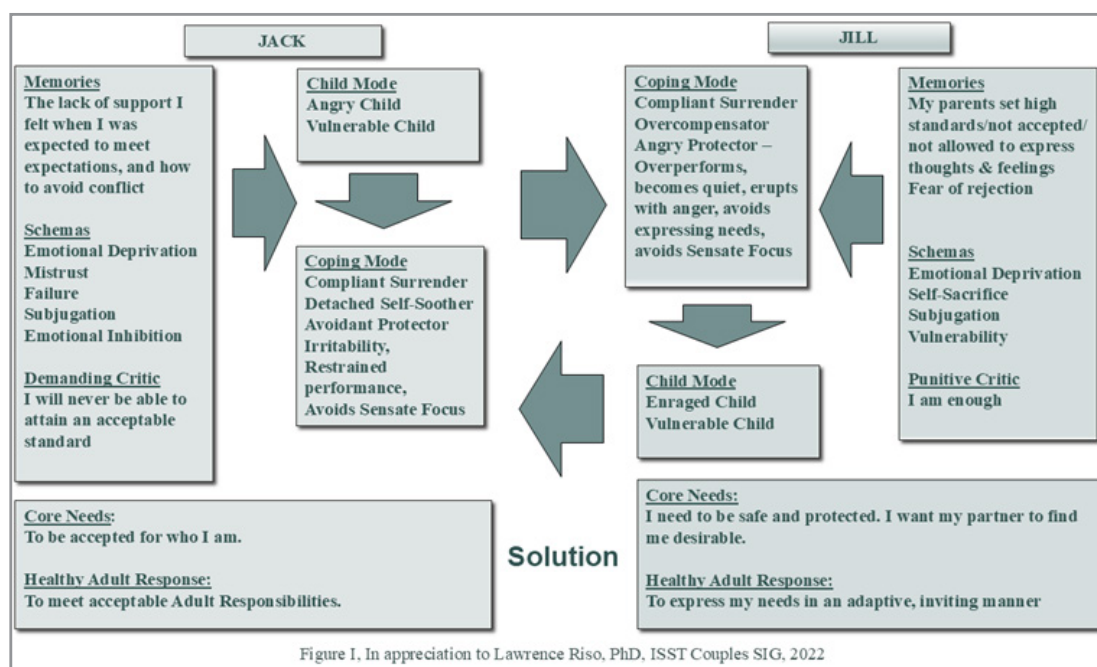 JACK
Memories
The lack of support I
felt when I was
expected to meet
expectations, and how
to avoid conflict
Schemas
Emotional Deprivation
Mistrust
Failure
Subjugation
Emotional Inhibition
Demanding Critic
I will never be able to
attain an acceptable
standard
Child Mode
Angry Child
Vulnerable Child
Coping Mode
Compliant Surrender
Detached Self-Soother
Avoidant Protector
Irritability,
Restrained
performance,
Avoids Sensate Focus
JILL
Coping Mode
Compliant Surrender
Overcompensator
Angry Protector –
Overperforms,
becomes quiet, erupts
with anger, avoids
expressing needs,
avoids Sensate Focus
Child Mode
Enraged Child
Vulnerable Child
Memories
My parents set high
standards/not accepted/
not allowed to express
thoughts & feelings
Fear of rejection
Schemas
Emotional Deprivation
Self-Sacrifice
Subjugation
Vulnerability
Punitive Critic
I am enough
Core Needs:
To be accepted for who I am.
Healthy Adult Response:
To meet acceptable Adult Responsibilities.
Solution
Core Needs:
I need to be safe and protected. I want my partner to find
me desirable.
Healthy Adult Response:
To express my needs in an adaptive, inviting manner
Figure I, In appreciation to Lawrence Riso, PhD, ISST Couples SIG, 2022